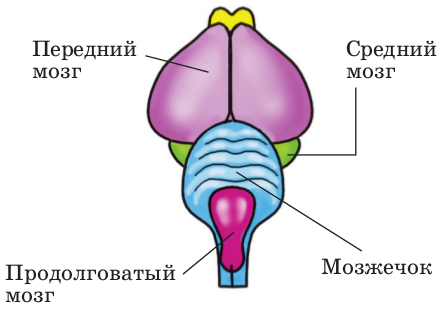 Передний
мозг
Средний
мозг
Продолговатый
мозг
Мозжечок